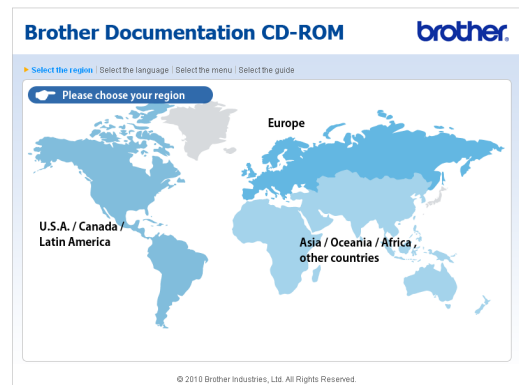 Brother Documentation CD-ROM
brother.
Select the region | Select the language | Select the menu | Select the guide
Please choose your region
Europe
U.S.A. / Canada /
Latin America
Asia / Oceania / Africa ,
other countries
© 2010 Brother Industries, Ltd. All Rights Reserved.